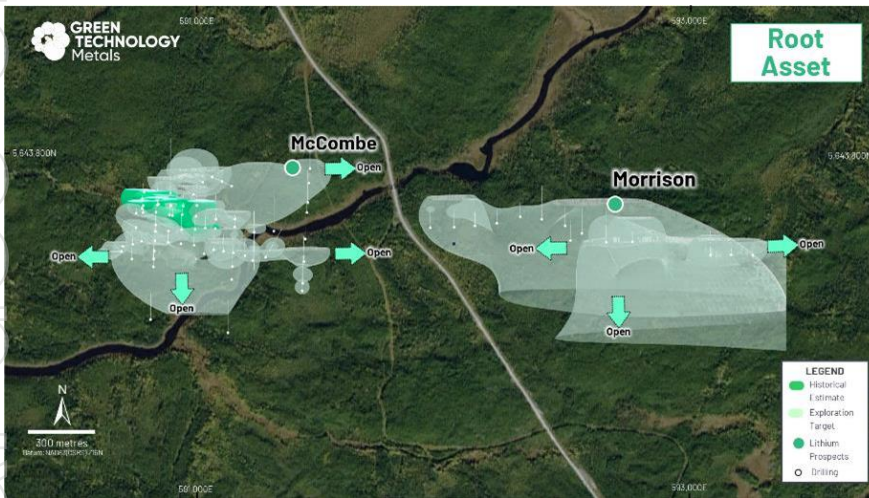 GREEN
TECHNOLOGY
Metals
591,000E
593,000E
Root
Asset
5,643,800N
5,643,800N
McCombe
Open
Morrison
Open
Open
Open
Open
Open
Open
N
300 metres
LEGEND
Historical
Estimate
Exploration
Target
Lithium
Prospects
Drilling
591,000E
593,000E